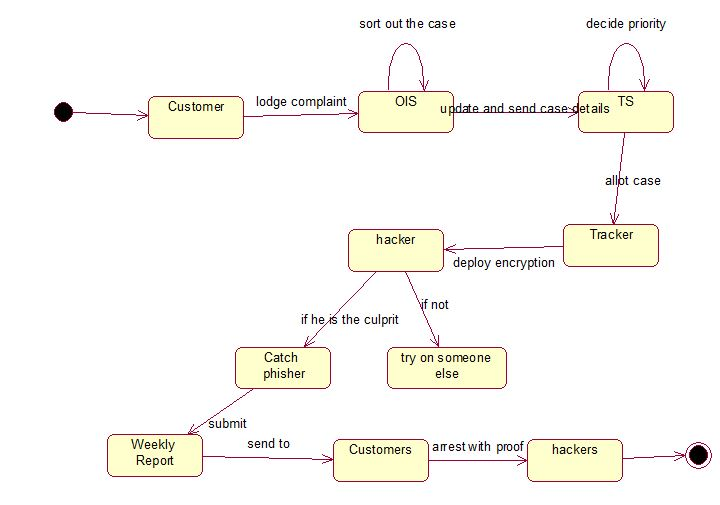 sort out the case
decide priority
Customer
lodge complaint
OIS
update and send case details
TS
allot case
hacker
deploy encryption
Tracker
if he is the culprit
if not
Catch
phisher
try on someone
else
submit
Weekly
Report
send to
Customers
arrest with proof
hackers